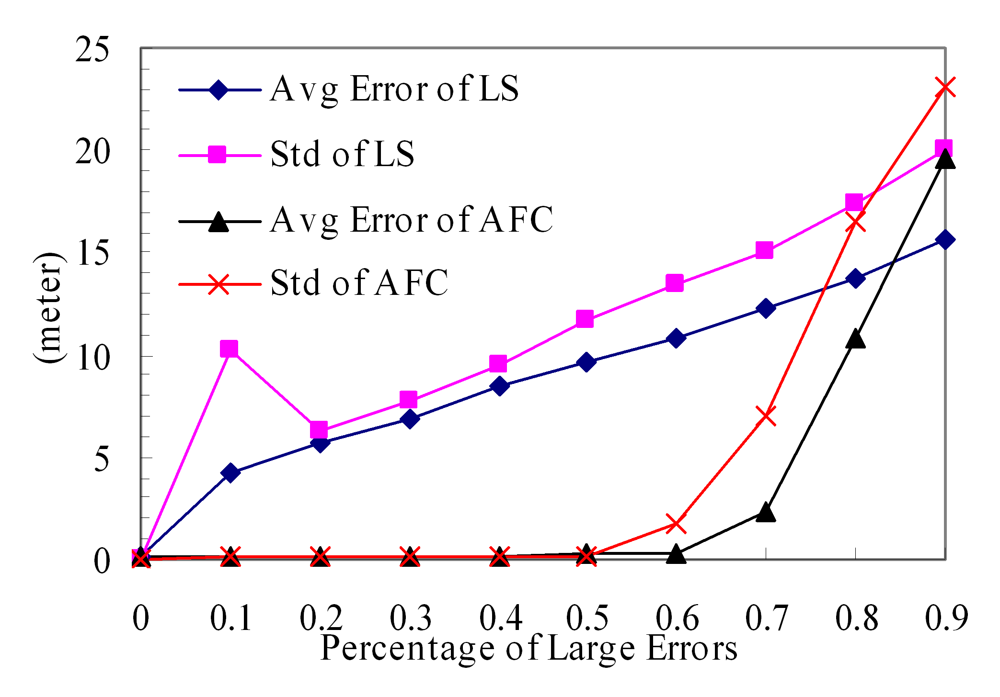 25
20
15
10
5
0
(meter)
Avg Error of LS
Std of LS
Avg Error of AFC
Std of AFC
0 0.1 0.2 0.3 0.4 0.5 0.6 0.7 0.8 0.9
Percentage of Large Errors